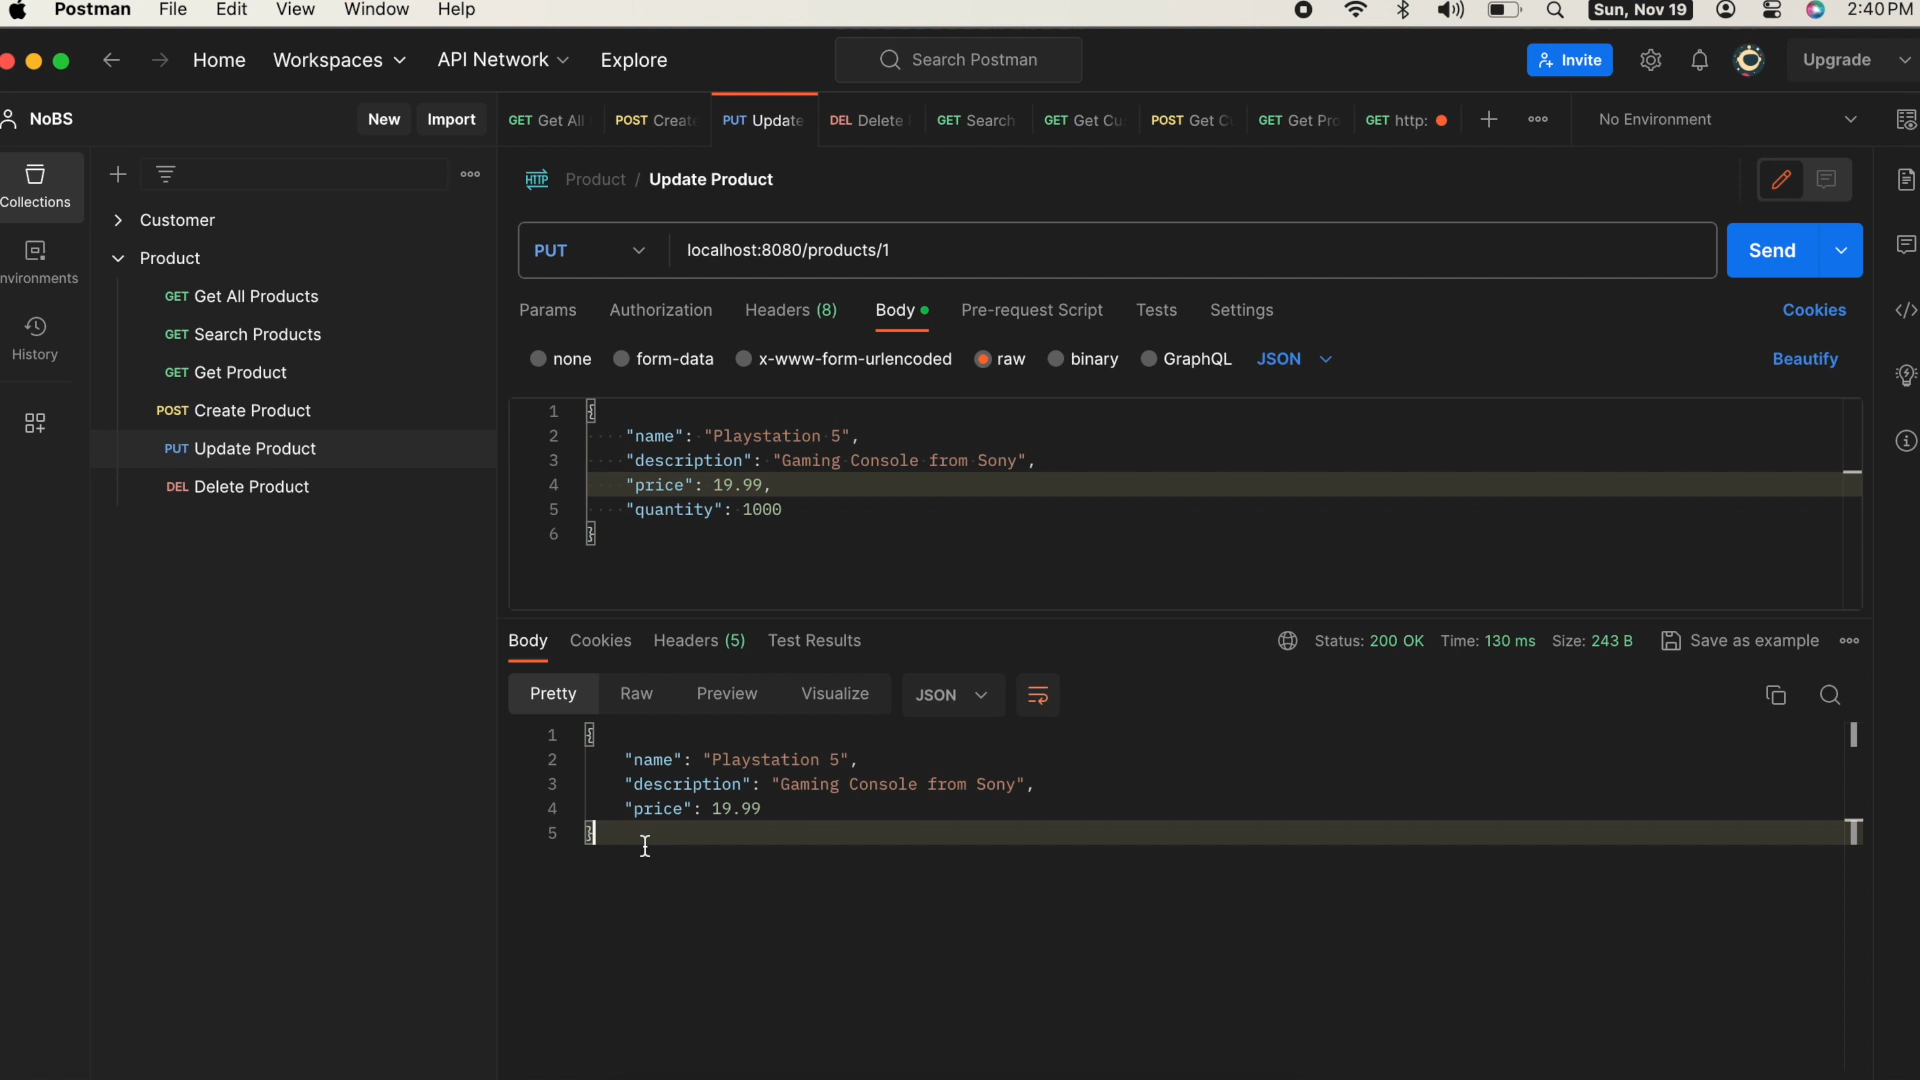 Postman File Edit View Window Help Sun, Nov 19 2:40 PM
Home Workspaces API Network Explore Search Postman Invite Upgrade
NoBS New Import GET Get All POST Create PUT Update DEL Delete GET Search GET Get Cu POST Get C GET Get Pro GET http: No Environment
Collections
nvironments
History
Customer
Product
GET Get All Products
GET Search Products
GET Get Product
POST Create Product
PUT Update Product
DEL Delete Product
HTTP Product / Update Product
PUT localhost:8080/products/1 Send
Params Authorization Headers (8) Body Pre-request Script Tests Settings Cookies
none form-data x-www-form-urlencoded raw binary GraphQL JSON Beautify
1 {
2 "name": "Playstation 5",
3 "description": "Gaming Console from Sony",
4 "price": 19.99,
5 "quantity": 1000
6 }
Body Cookies Headers (5) Test Results Status: 200 OK Time: 130 ms Size: 243 B Save as example
Pretty Raw Preview Visualize JSON
1 {
2 "name": "Playstation 5",
3 "description": "Gaming Console from Sony",
4 "price": 19.99
5 }